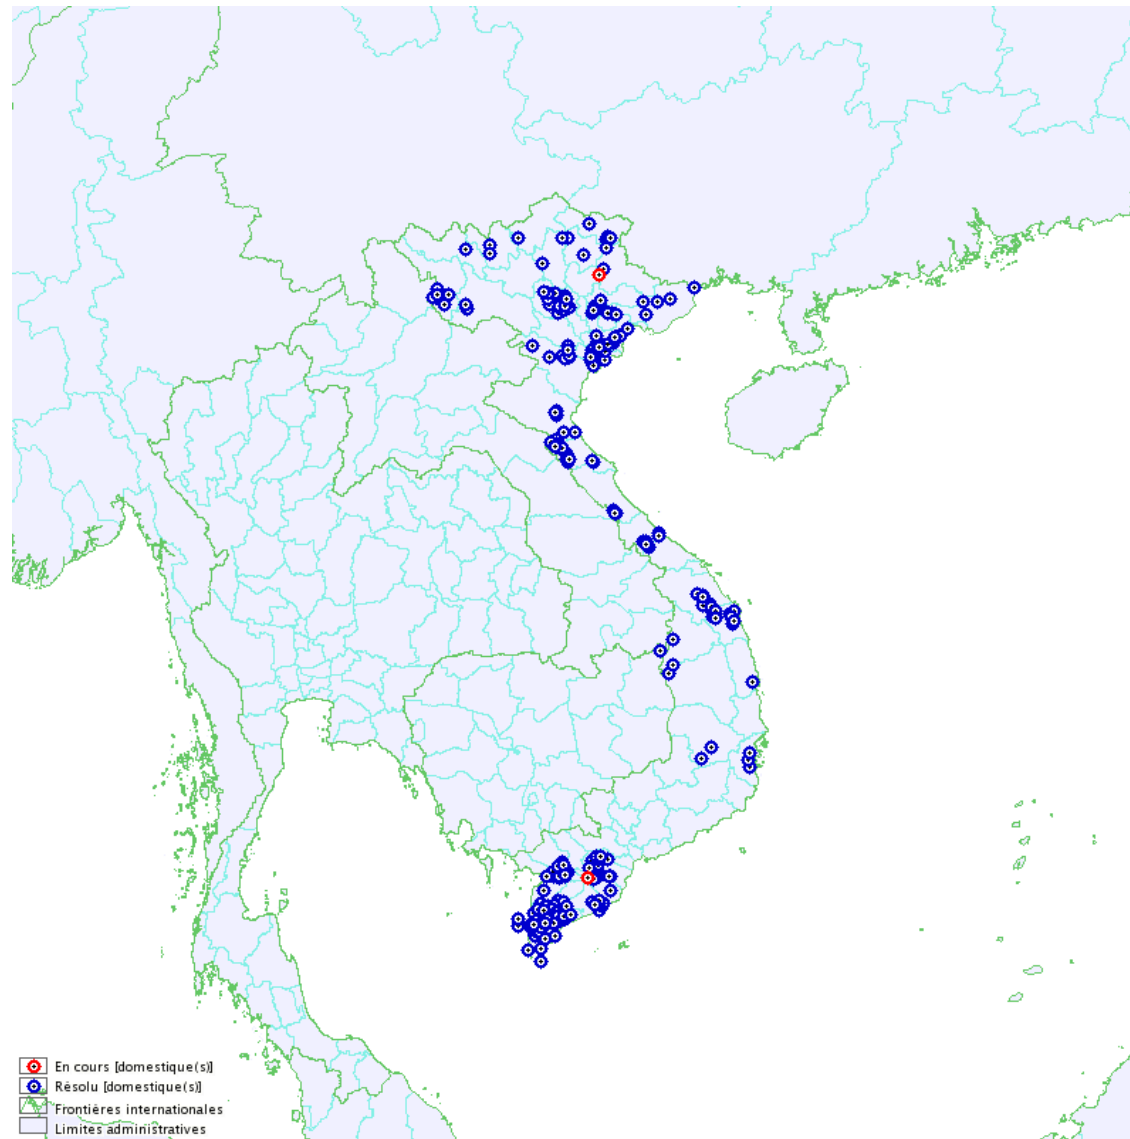 En cours [domestique(s)]
Résolu [domestique(s)]
Frontières internationales
Limites administratives